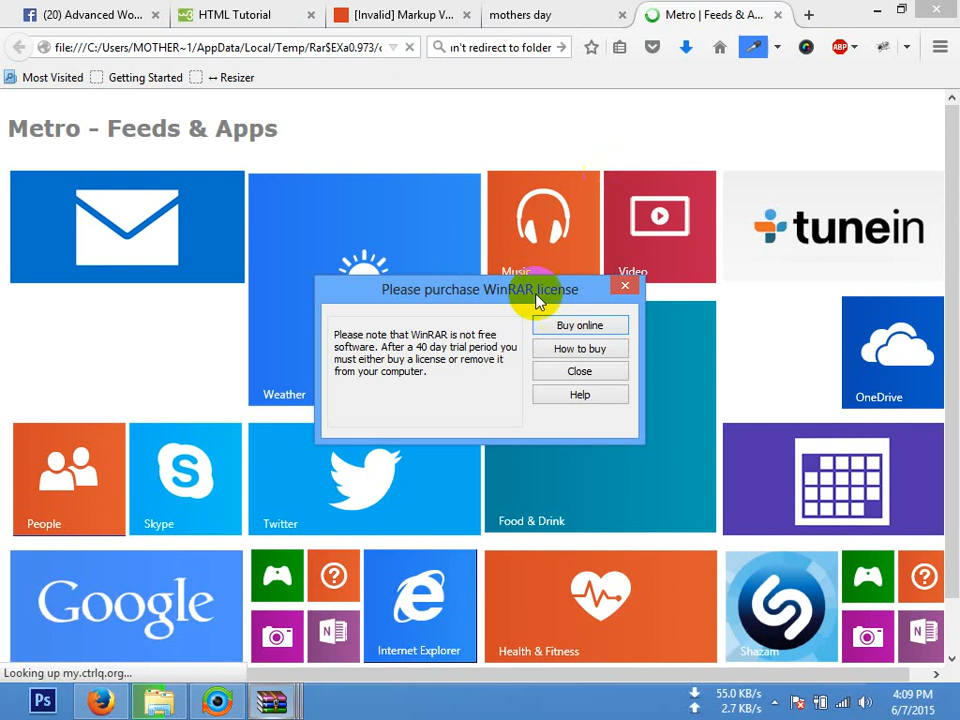 (20) Advanced Wo...
HTML Tutorial
[Invalid] Markup V...
mothers day
Metro | Feeds & A...
file:///C:/Users/MOTHER~1/AppData/Local/Temp/Rar$EXa0.973/
ın't redirect to folder
ABP
Most Visited
Getting Started
↔ Resizer
Metro - Feeds & Apps
Music
Video
tunein
Weather
OneDrive
Please purchase WinRAR license
Please note that WinRAR is not free
software. After a 40 day trial period you
must either buy a license or remove it
from your computer.
Buy online
How to buy
Close
Help
People
Skype
Twitter
Food & Drink
Google
Internet Explorer
Health & Fitness
Shazam
Looking up my.ctrlq.org...
Ps
55.0 KB/s
2.7 KB/s
4:09 PM
6/7/2015